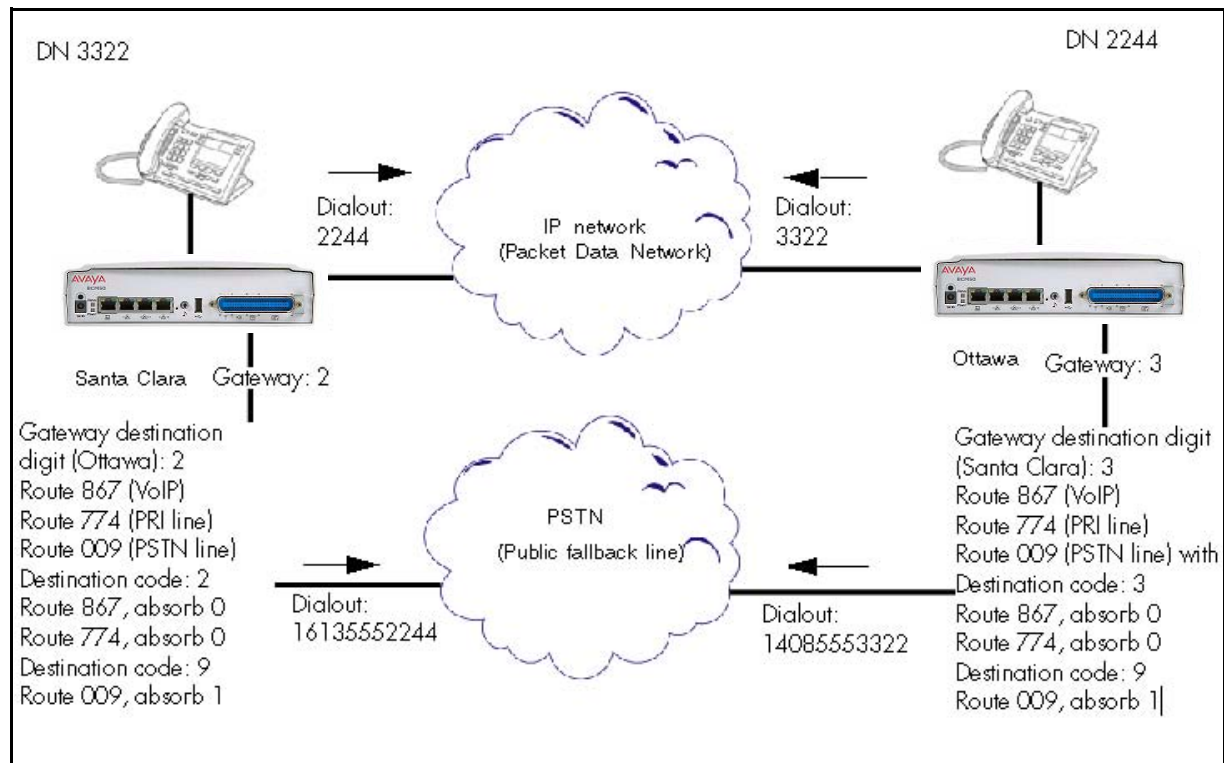 DN 3322
DN 2244
Dialout:
2244
IP network
(Packet Data Network)
Dialout:
3322
AVAYA
BCM50
AVAYA
BCM50
Santa Clara
Gateway: 2
Ottawa
Gateway: 3
Gateway destination
digit (Ottawa): 2
Route 867 (VoIP)
Route 774 (PRI line)
Route 009 (PSTN line)
Destination code: 2
Route 867, absorb 0
Route 774, absorb 0
Destination code: 9
Route 009, absorb 1
PSTN
(Public fallback line)
Dialout:
16135552244
Dialout:
14085553322
Gateway destination digit
(Santa Clara): 3
Route 867 (VoIP)
Route 774 (PRI line)
Route 009 (PSTN line) with
Destination code: 3
Route 867, absorb 0
Route 774, absorb 0
Destination code: 9
Route 009, absorb 1